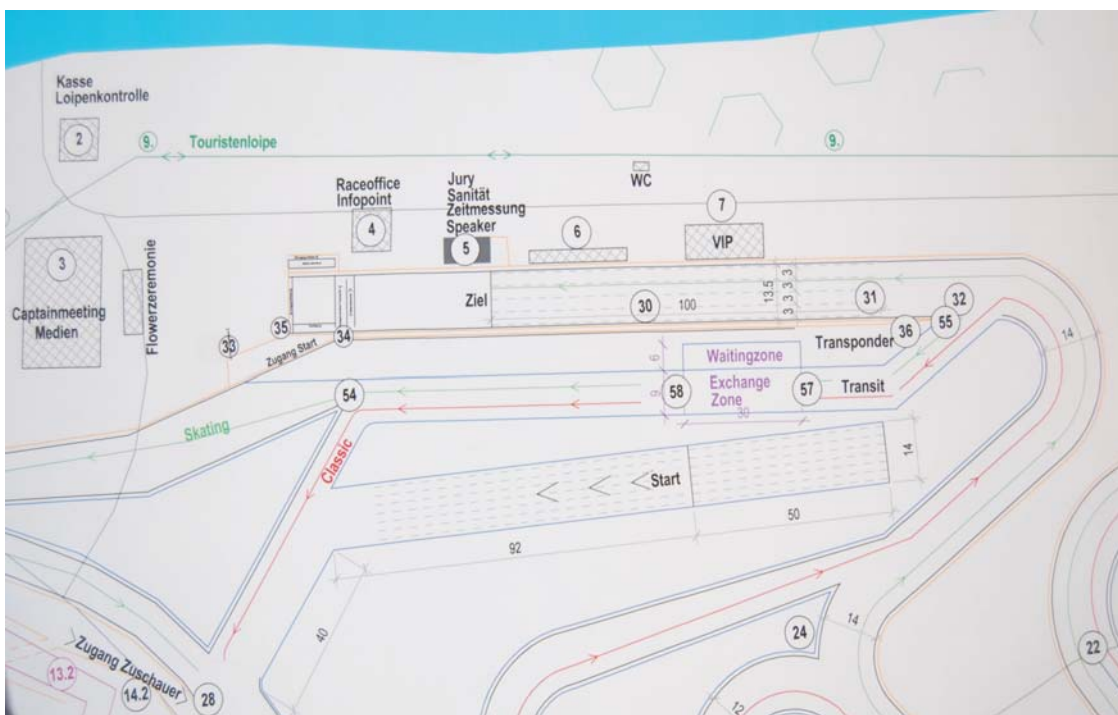 Kasse
Loipenkontrolle
2
9.
Touristenloipe
9.
WC
Raceoffice
Infopoint
4
Jury
Sanität
Zeitmessung
Speaker
5
6
7
VIP
3
Captainmeeting
Medien
Flowerzeremonie
Ziel
30
100
13.5
3
3
3
3
31
32
33
35
34
Zugang Start
36
55
14
Transponder
6
Waitingzone
54
9
58
Exchange
Zone
57
Transit
30
Skating
Classic
Start
14
92
50
40
24
14
22
12
Zugang Zuschauer
13.2
14.2
28